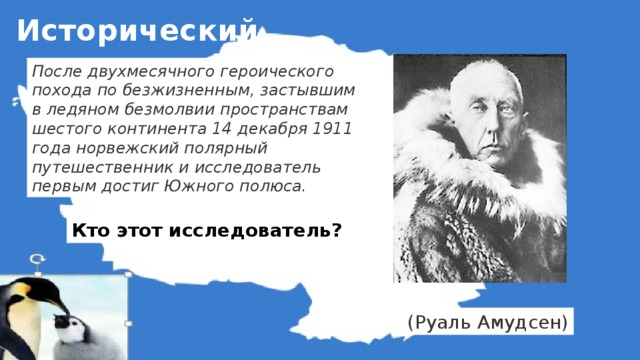 Исторический
После двухмесячного героического
похода по безжизненным, застывшим
в ледяном безмолвии пространствам
шестого континента 14 декабря 1911
года норвежский полярный
путешественник и исследователь
первым достиг Южного полюса.
Кто этот исследователь?
(Руаль Амудсен)